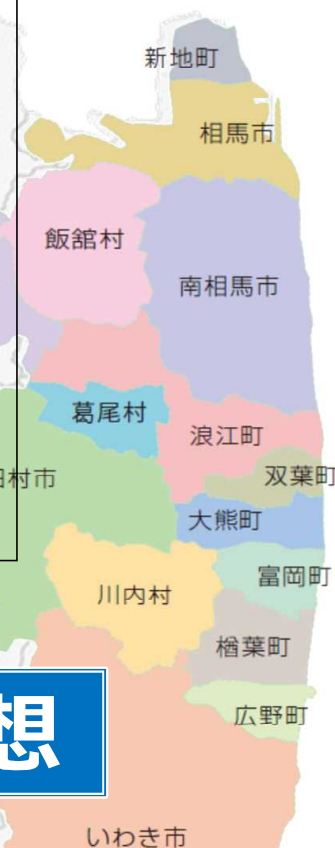 新地町
相馬市
飯舘村
南相馬市
葛尾村
浪江町
双葉町
田村市
大熊町
富岡町
川内村
楢葉町
広野町
想
いわき市